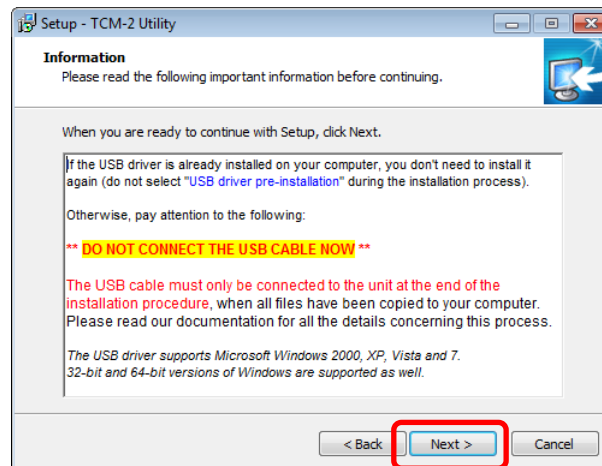 Setup - TCM-2 Utility
Information
Please read the following important information before continuing.
When you are ready to continue with Setup, click Next.
If the USB driver is already installed on your computer, you don't need to install it
again (do not select "USB driver pre-installation" during the installation process).
Otherwise, pay attention to the following:
** DO NOT CONNECT THE USB CABLE NOW **
The USB cable must only be connected to the unit at the end of the
installation procedure, when all files have been copied to your computer.
Please read our documentation for all the details concerning this process.
The USB driver supports Microsoft Windows 2000, XP, Vista and 7.
32-bit and 64-bit versions of Windows are supported as well.
< Back Next > Cancel